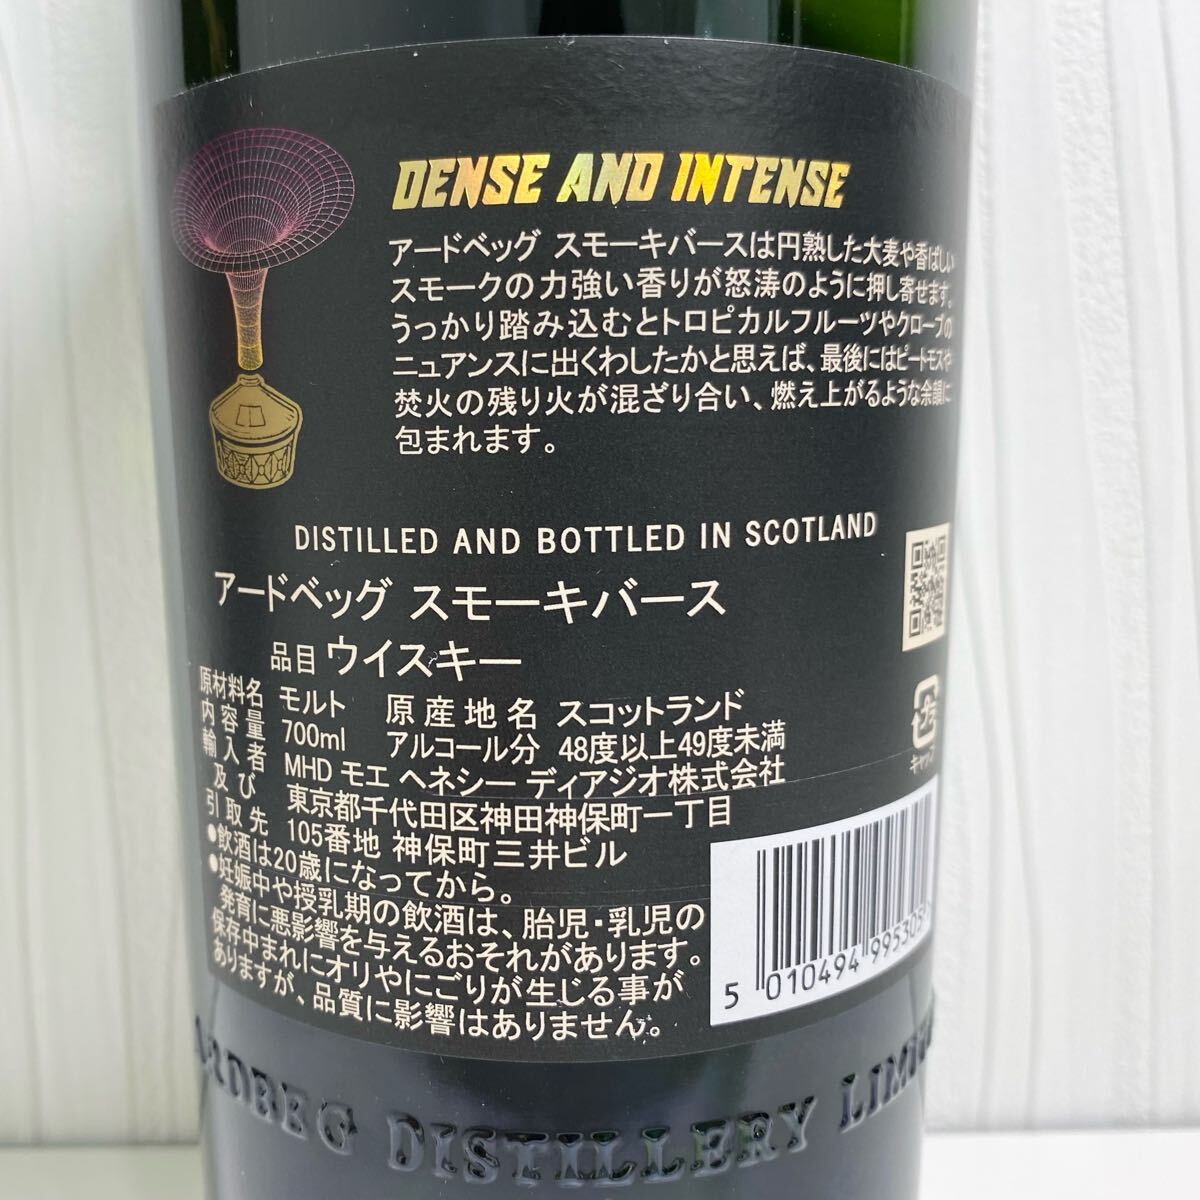 DENSE AND INTENSE
アードベッグ スモーキバースは円熟した大麦や香ばしい
スモークの力強い香りが怒涛のように押し寄せます。
うっかり踏み込むとトロピカルフルーツやクローブの
ニュアンスに出くわしたかと思えば、最後にはピートモスや
焚火の残り火が混ざり合い、燃え上がるような余韻に
包まれます。
DISTILLED AND BOTTLED IN SCOTLAND
アードベッグ スモーキバース
品目 ウイスキー
原材料名 モルト 原産地名 スコットランド
内容量 700ml アルコール分 48度以上49度未満
輸入者 MHD モエ ヘネシー ディアジオ株式会社
及び 東京都千代田区神田神保町一丁目
引取先 105番地 神保町三井ビル
●飲酒は20歳になってから。
●妊娠中や授乳期の飲酒は、胎児・乳児の
発育に悪影響を与えるおそれがあります。
保存中まれにオリやにごりが生じる事が
ありますが、品質に影響はありません。
キャップ
5 010494 995305
ARDBEG DISTILLERY